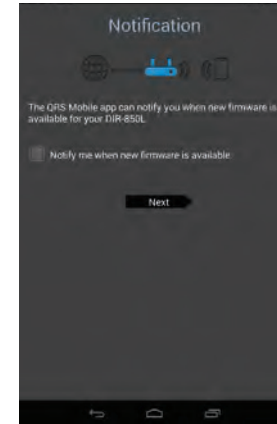 Notification
The QRS Mobile app can notify you when new firmware is
available for your DIR-850L.
Notify me when new firmware is available
Next